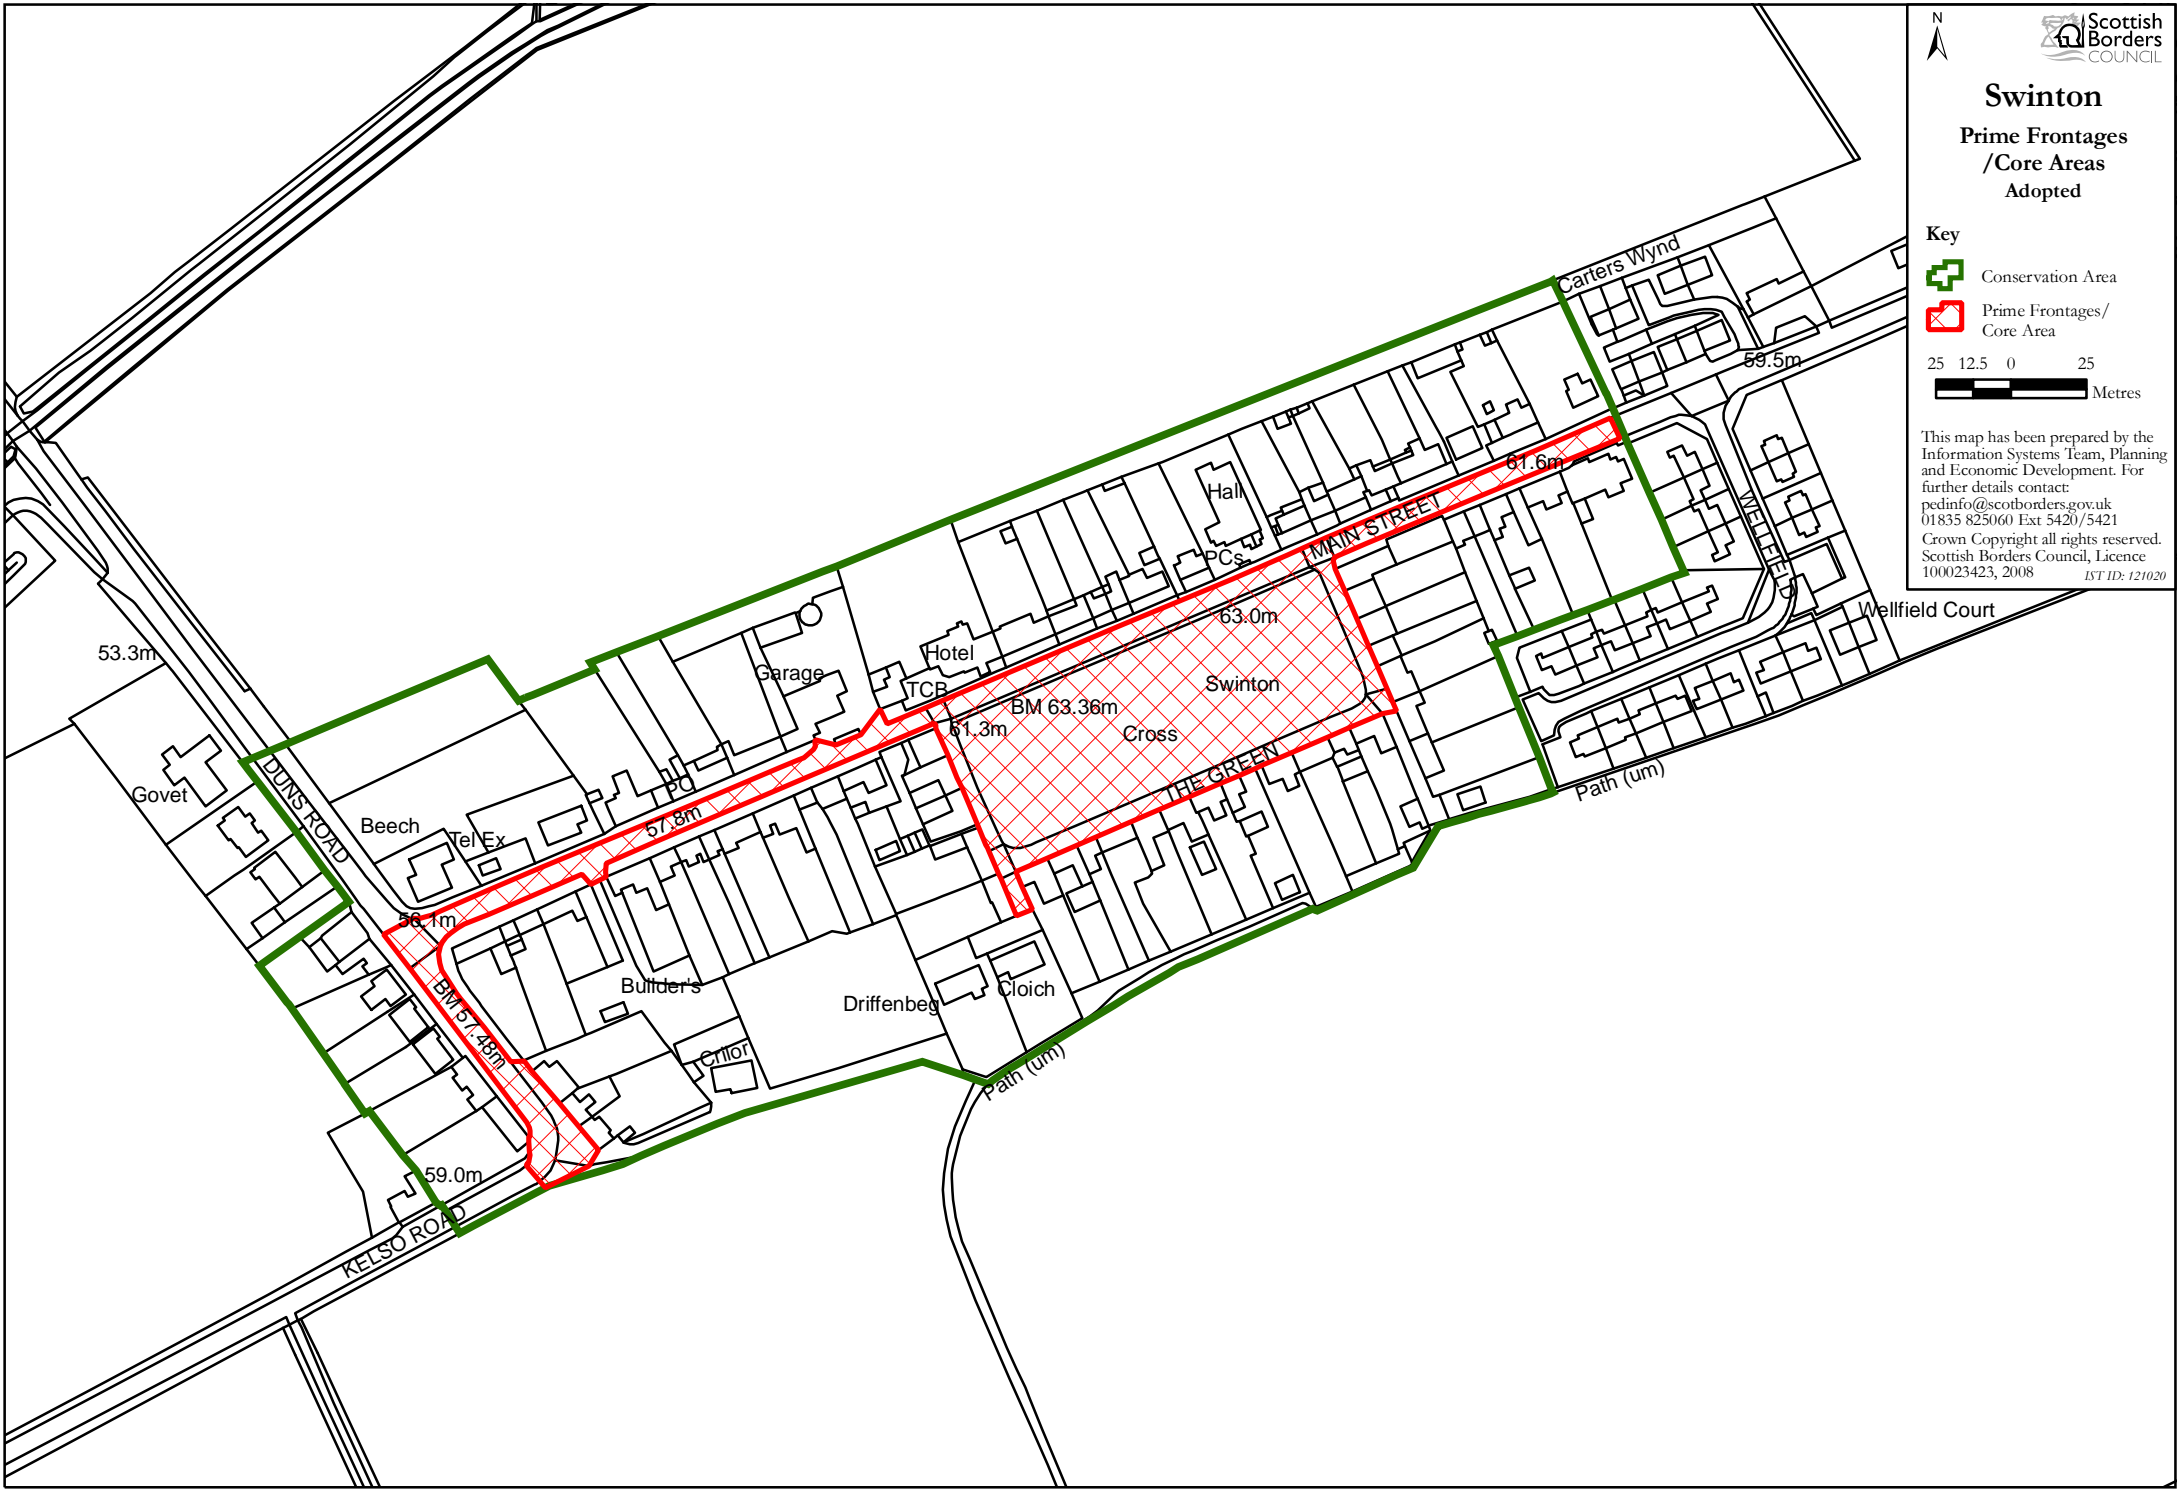 N
Scottish
Borders
COUNCIL
Swinton
Prime Frontages
/Core Areas
Adopted
Key
Conservation Area
Prime Frontages/
Core Area
25 12.5 0 25
Metres
This map has been prepared by the
Information Systems Team, Planning
and Economic Development. For
further details contact:
pedinfo@scotborders.gov.uk
01835 825060 Ext 5420/5421
Crown Copyright all rights reserved.
Scottish Borders Council, Licence
100023423, 2008
IST ID: 121020
Carters Wynd
59.5m
61.6m
Hall
MAIN STREET
WELLFIELD
PCs
Wellfield Court
63.0m
53.3m
Hotel
Garage
TCB
Swinton
BM 63.36m
61.3m
Cross
THE GREEN
Path (um)
DUNS ROAD
PO
Govet
57.8m
Beech
Tel Ex
56.1m
Builder's
Cloich
Driffenbeg
BM 57.48m
Crilor
Path (um)
59.0m
KELSO ROAD